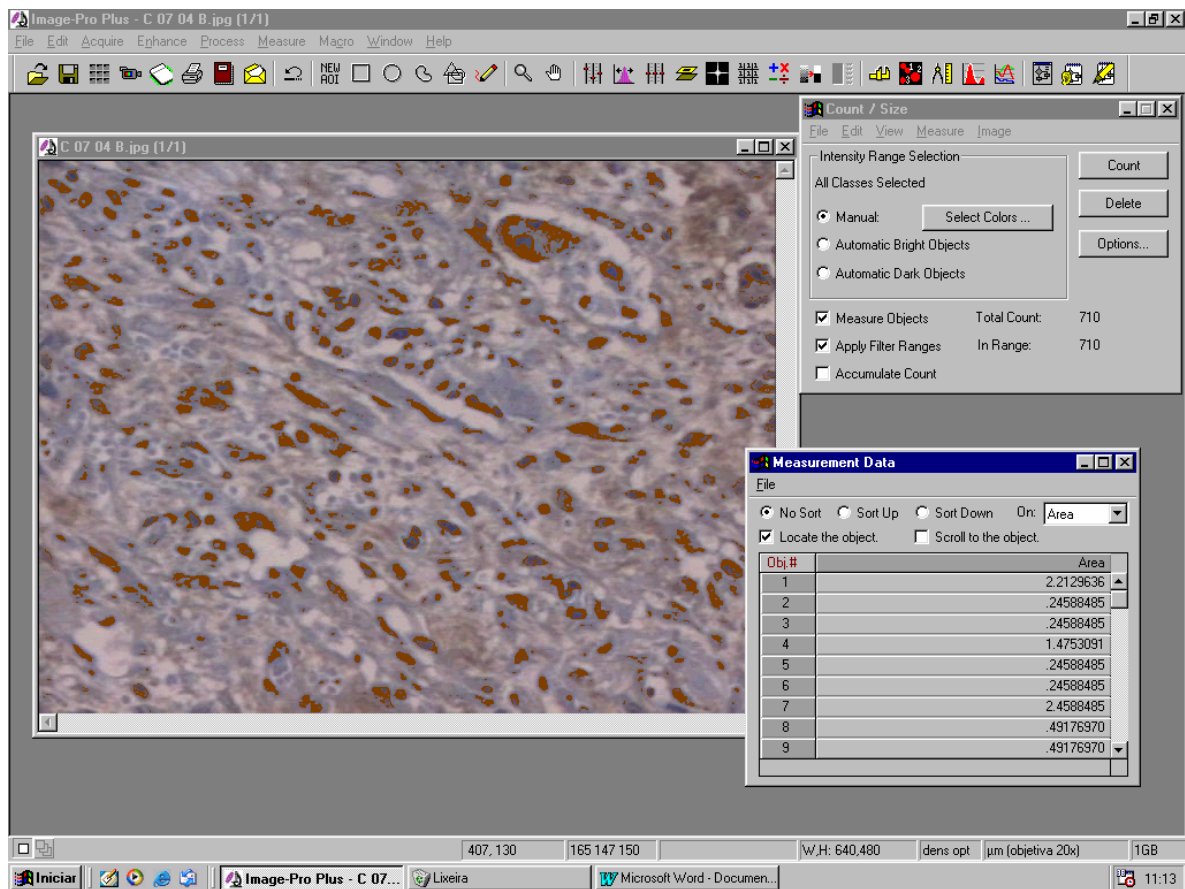 Image-Pro Plus - C 07 04 B.jpg (1/1)
File Edit Acquire Enhance Process Measure Macro Window Help
NEW
AOI
C 07 04 B.jpg (1/1)
Count / Size
File Edit View Measure Image
Intensity Range Selection
All Classes Selected
Manual: Select Colors ...
Automatic Bright Objects
Automatic Dark Objects
Count
Delete
Options...
Measure Objects Total Count: 710
Apply Filter Ranges In Range: 710
Accumulate Count
Measurement Data
File
No Sort Sort Up Sort Down On: Area
Locate the object. Scroll to the object.
Obj.# Area
1 2.2129636
2 .24588485
3 .24588485
4 1.4753091
5 .24588485
6 .24588485
7 2.4588485
8 .49176970
9 .49176970
407, 130 165 147 150 W,H: 640,480 dens opt µm (objetiva 20x) 1GB
Iniciar Image-Pro Plus - C 07... Lixeira Microsoft Word - Documen... 11:13